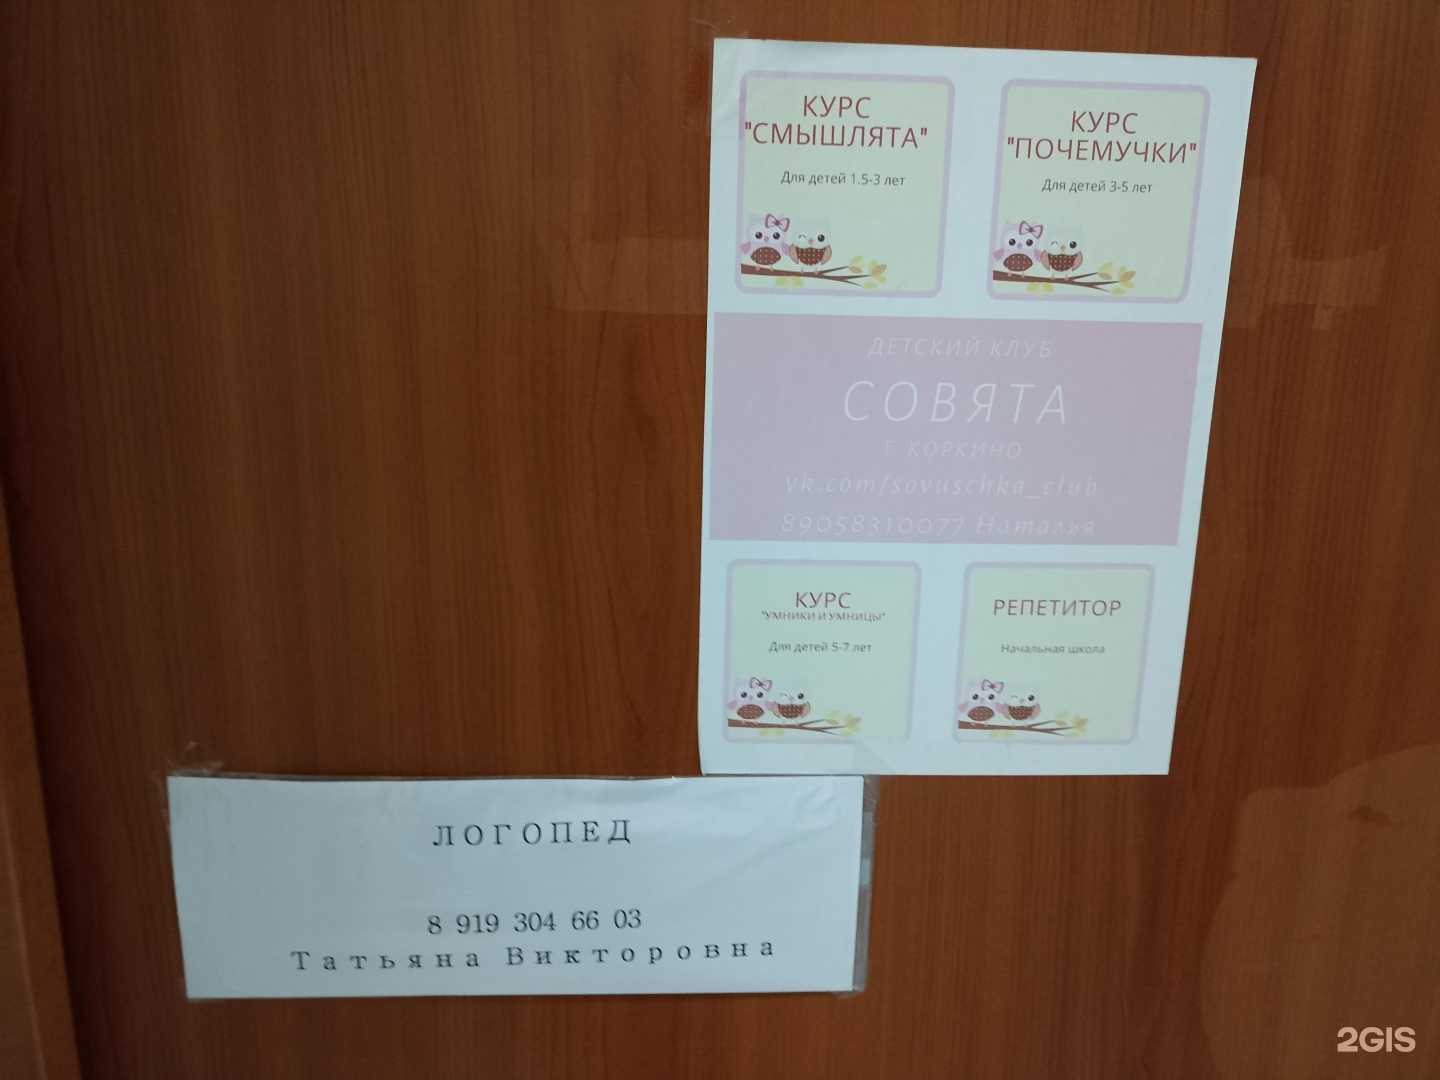 КУРС
"СМЫШЛЯТА"
Для детей 1.5-3 лет
КУРС
"ПОЧЕМУЧКИ"
Для детей 3-5 лет
ДЕТСКИЙ КЛУБ
СОВЯТА
Г. КОРКИНО
vk.com/sovuschka_club
89058310077 Наталья
КУРС
"УМНИКИ И УМНИЦЫ"
Для детей 5-7 лет
РЕПЕТИТОР
Начальная школа
ЛОГОПЕД
8 919 304 66 03
Татьяна Викторовна
2GIS